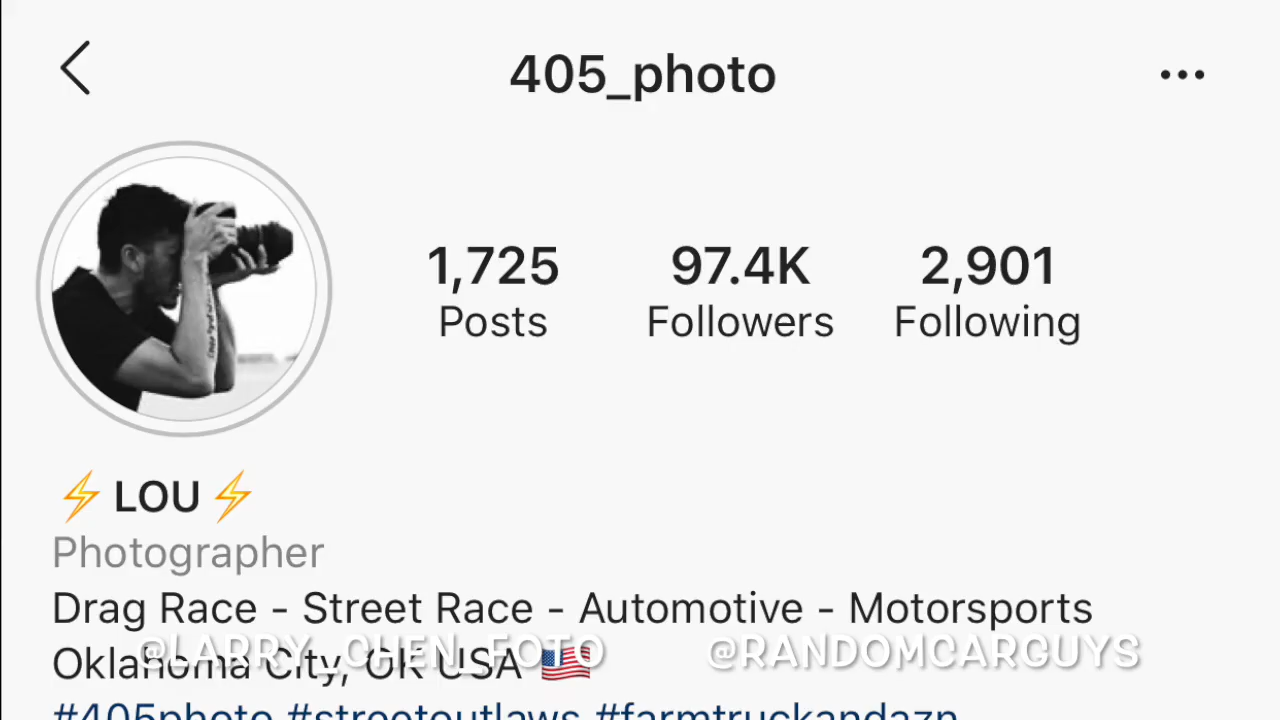 405_photo
1,725 97.4K 2,901
Posts Followers Following
⚡ LOU ⚡
Photographer
Drag Race - Street Race - Automotive - Motorsports
Oklahoma City, OK USA 🇺🇸
@LARRY_CHEN_FOTO @RANDOMCARGUYS
#405photo #streetoutlaws #farmtruckandazn